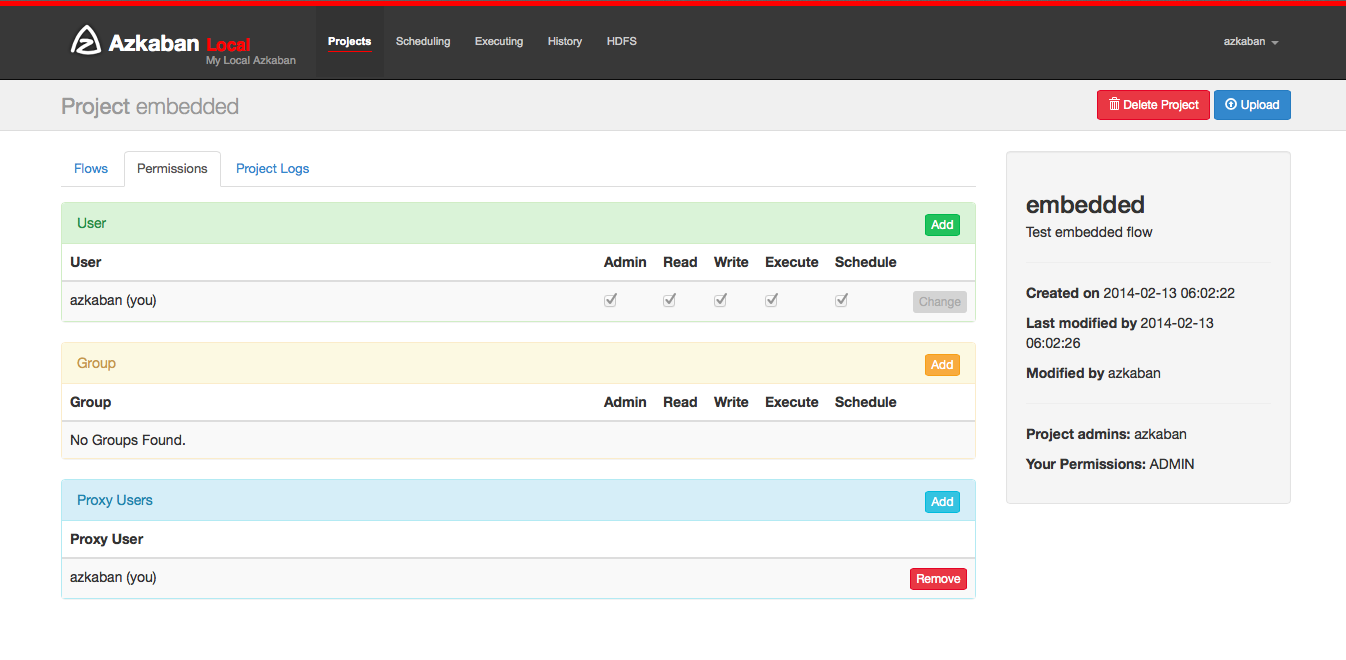 Azkaban Local
My Local Azkaban
Projects Scheduling Executing History HDFS azkaban
Project embedded
Delete Project Upload
Flows Permissions Project Logs
User Add
User Admin Read Write Execute Schedule
azkaban (you) Change
Group Add
Group Admin Read Write Execute Schedule
No Groups Found.
Proxy Users Add
Proxy User
azkaban (you) Remove
embedded
Test embedded flow
Created on 2014-02-13 06:02:22
Last modified by 2014-02-13
06:02:26
Modified by azkaban
Project admins: azkaban
Your Permissions: ADMIN